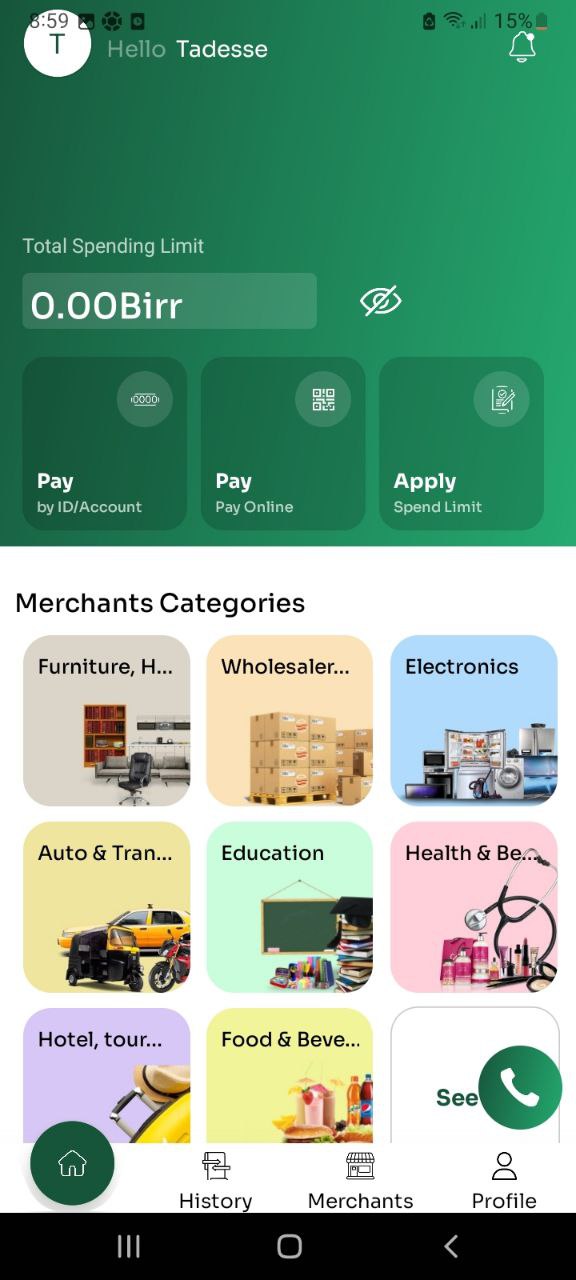 8:59
15%
T
Hello Tadesse
Total Spending Limit
0.00Birr
Pay
by ID/Account
Pay
Pay Online
Apply
Spend Limit
Merchants Categories
Furniture, H...
Wholesaler...
Electronics
Auto & Tran...
Education
Health & Be...
Hotel, tour...
Food & Beve...
See
History
Merchants
Profile